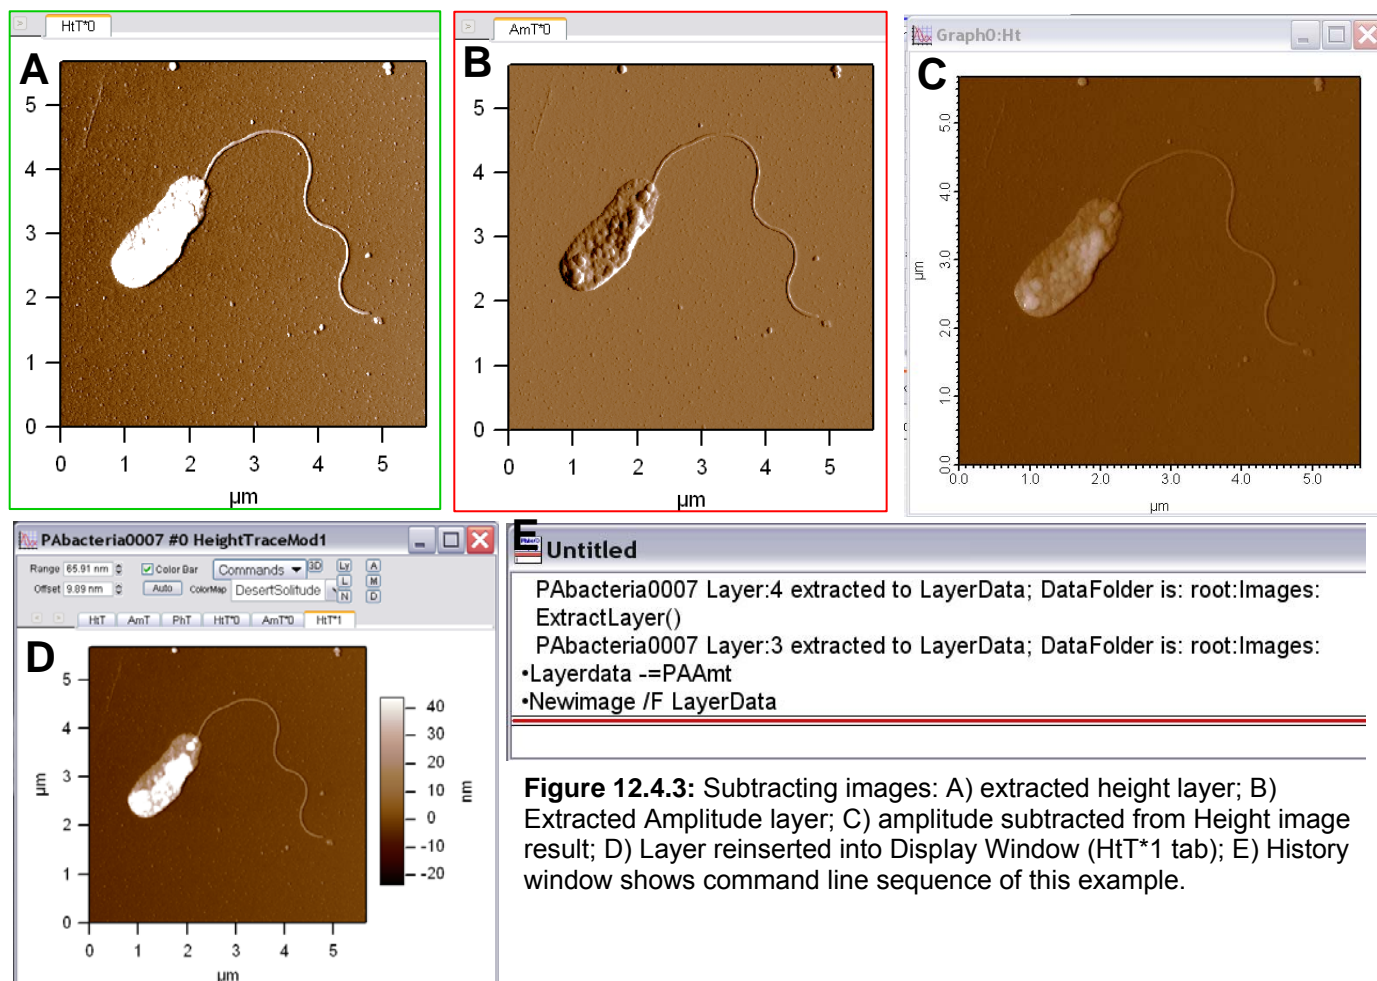 HtT*0
A
5
4
3
2
1
0
0 1 2 3 4 5
µm
AmT*0
B
5
4
3
2
1
0
0 1 2 3 4 5
µm
Graph0:Ht
C
5.0
4.0
3.0
2.0
1.0
0.0
µm
0.0 1.0 2.0 3.0 4.0 5.0
µm
PAbacteria0007 #0 HeightTraceMod1
Range 65.91 nm Color Bar Commands 3D Ly A
Offset 9.89 nm Auto ColorMap DesertSolitude L M
N D
HtT AmT PhT HtT*0 AmT*0 HtT*1
D
5
4
3
2
1
0
µm
0 1 2 3 4 5
µm
40
30
20
10
0
-10
-20
nm
E
Untitled
PAbacteria0007 Layer:4 extracted to LayerData; DataFolder is: root:Images:
ExtractLayer()
PAbacteria0007 Layer:3 extracted to LayerData; DataFolder is: root:Images:
•Layerdata -=PAAmt
•Newimage /F LayerData
Figure 12.4.3: Subtracting images: A) extracted height layer; B)
Extracted Amplitude layer; C) amplitude subtracted from Height image
result; D) Layer reinserted into Display Window (HtT*1 tab); E) History
window shows command line sequence of this example.